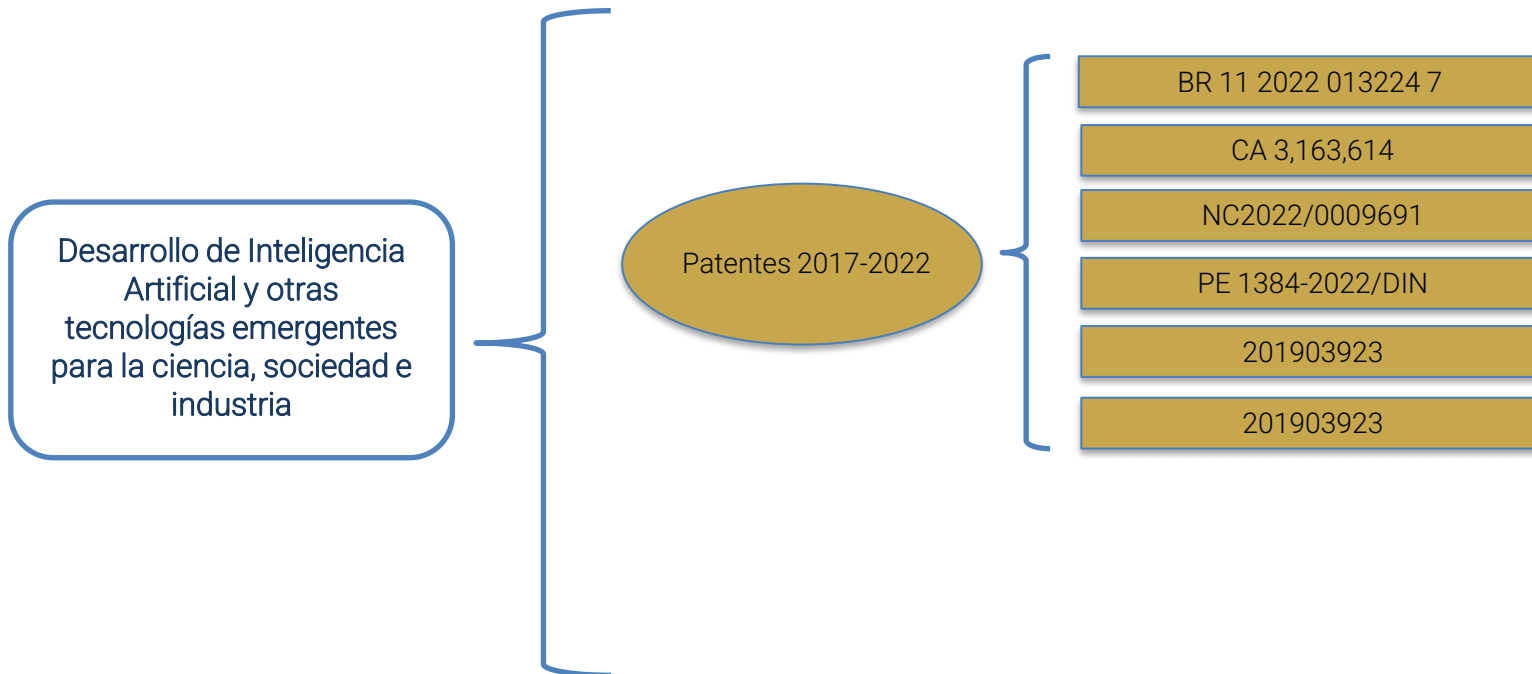 Desarrollo de Inteligencia
Artificial y otras
tecnologías emergentes
para la ciencia, sociedad e
industria
Patentes 2017-2022
BR 11 2022 013224 7
CA 3,163,614
NC2022/0009691
PE 1384-2022/DIN
201903923
201903923